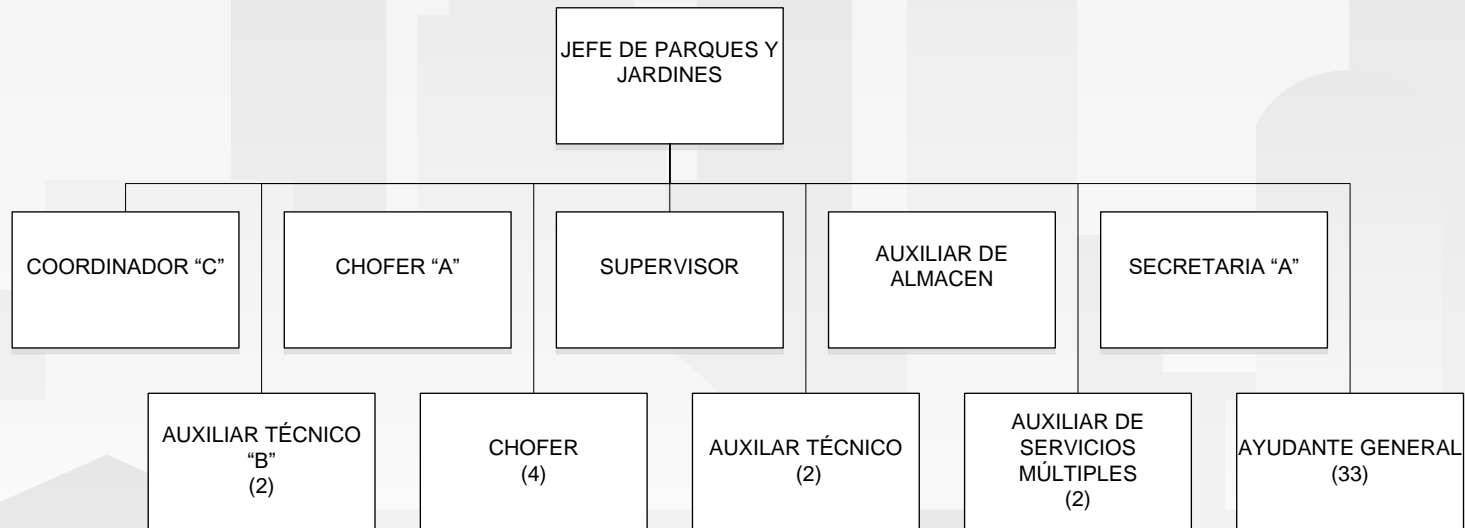 JEFE DE PARQUES Y
JARDINES
COORDINADOR “C”
CHOFER “A”
SUPERVISOR
AUXILIAR DE
ALMACEN
SECRETARIA “A”
AUXILIAR TÉCNICO
“B”
(2)
CHOFER
(4)
AUXILAR TÉCNICO
(2)
AUXILIAR DE
SERVICIOS
MÚLTIPLES
(2)
AYUDANTE GENERAL
(33)